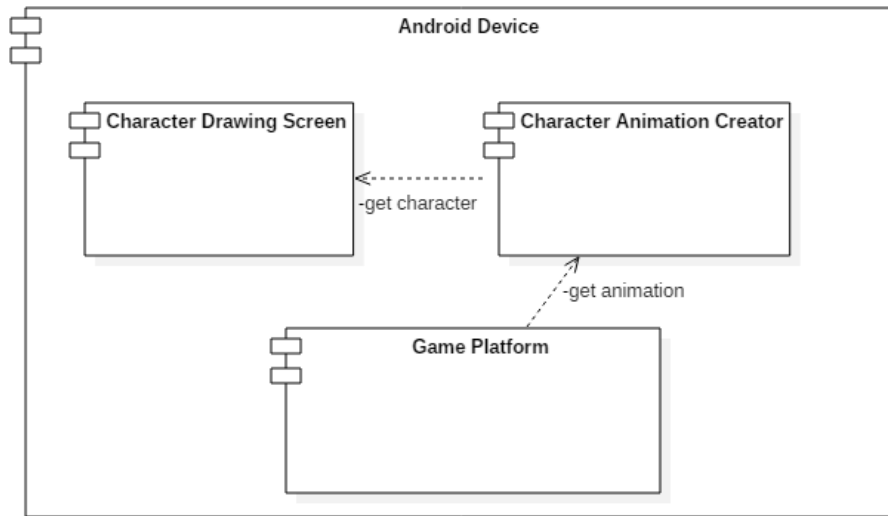 Android Device
Character Drawing Screen
Character Animation Creator
-get character
-get animation
Game Platform